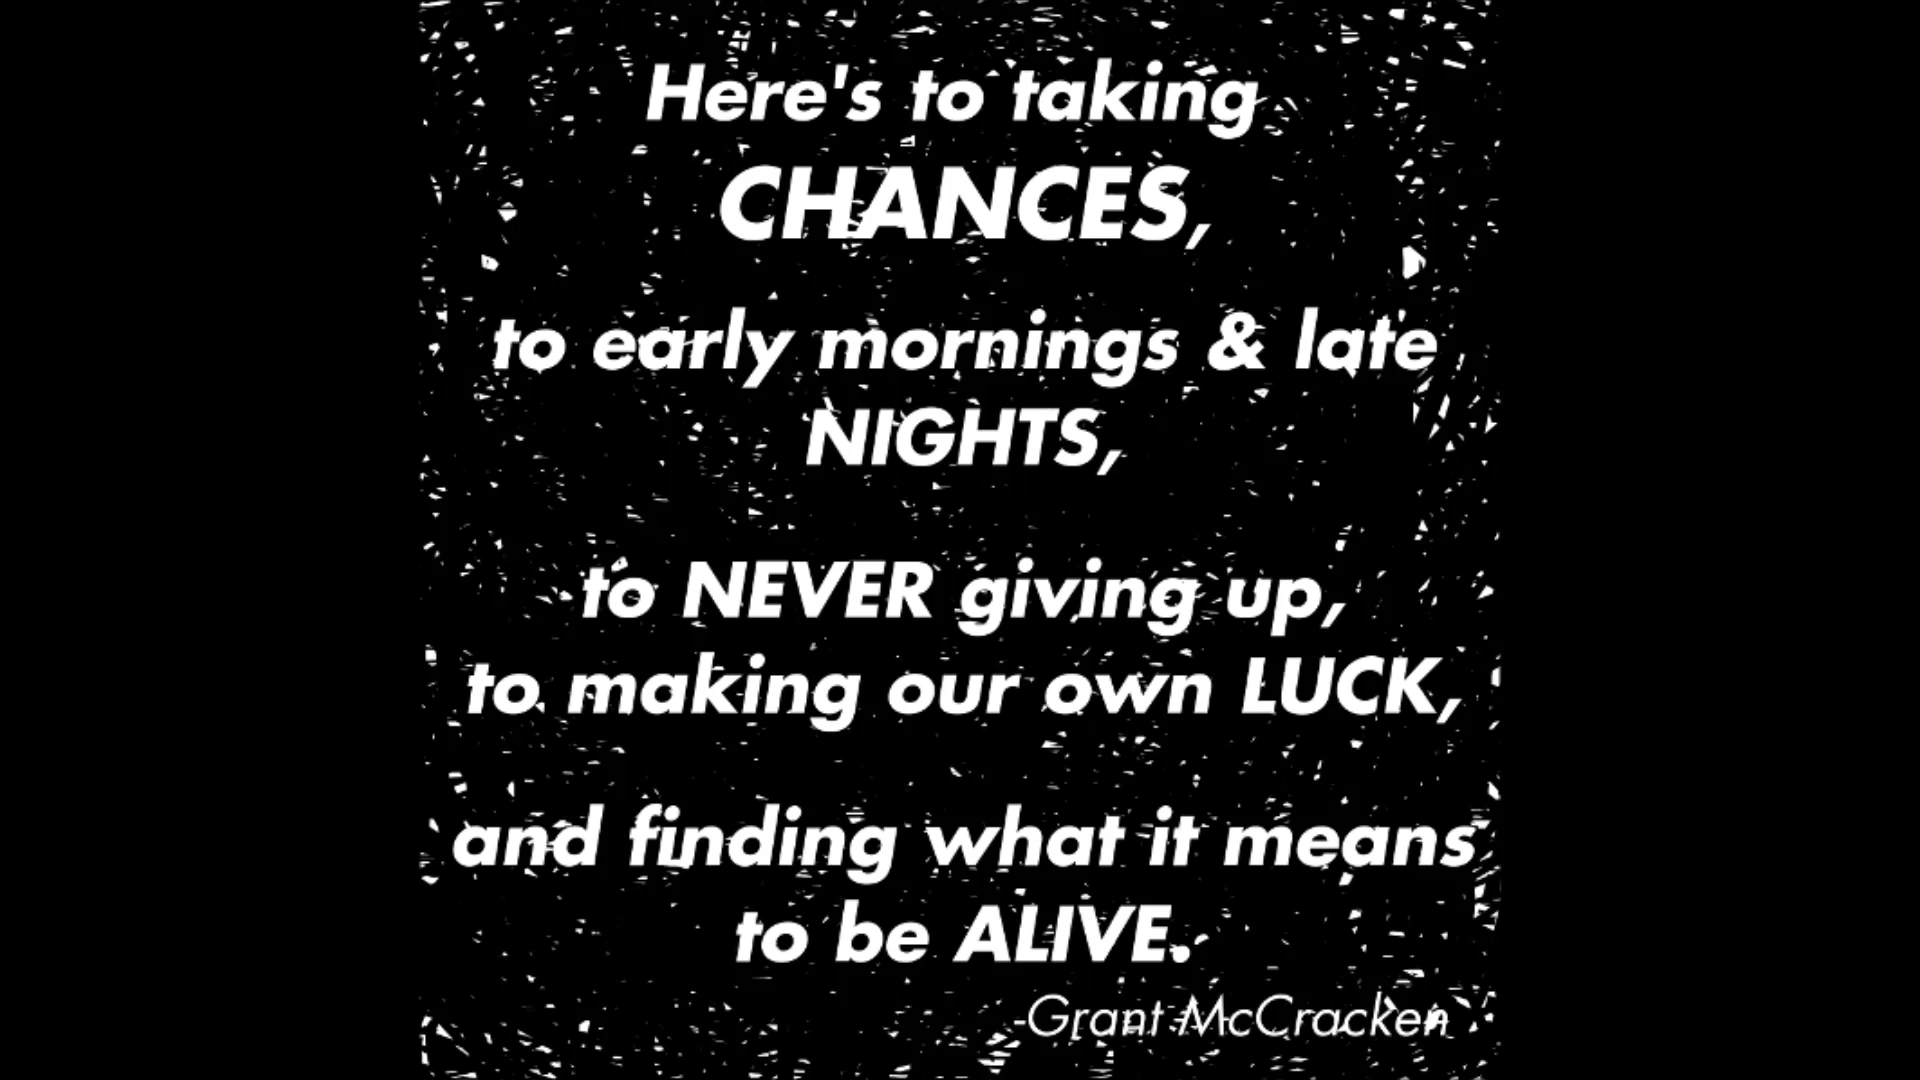 Here's to taking
CHANCES,
to early mornings & late
NIGHTS,
to NEVER giving up,
to making our own LUCK,
and finding what it means
to be ALIVE.
-Grant McCracken